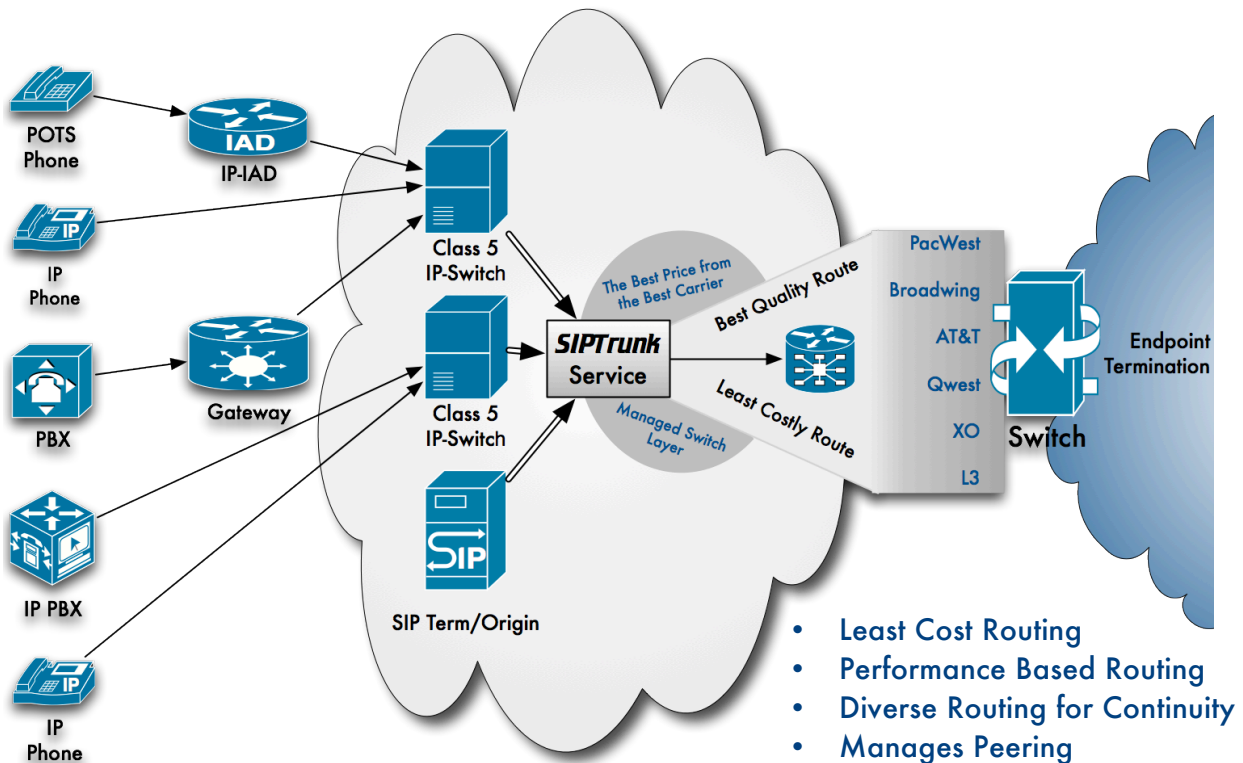 POTS
Phone
IAD
IP-IAD
IP
IP
Phone
PBX
Gateway
IP PBX
IP
IP
Phone
Class 5
IP-Switch
Class 5
IP-Switch
SIP
SIP Term/Origin
The Best Price from
the Best Carrier
SIPTrunk
Service
Managed Switch
Layer
Best Quality Route
Least Costly Route
PacWest
Broadwing
AT&T
Qwest
XO
L3
Switch
Endpoint
Termination
• Least Cost Routing
• Performance Based Routing
• Diverse Routing for Continuity
• Manages Peering